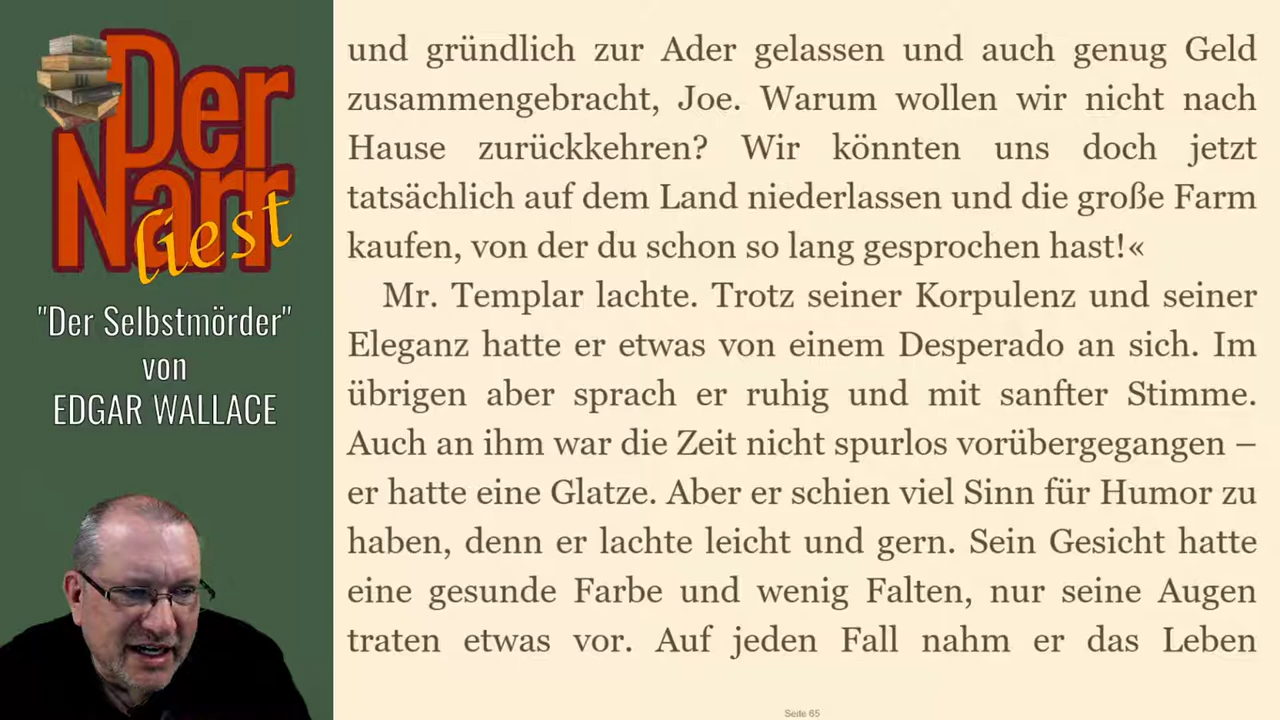 Der
Narr
liest
"Der Selbstmörder"
von
EDGAR WALLACE
und gründlich zur Ader gelassen und auch genug Geld
zusammengebracht, Joe. Warum wollen wir nicht nach
Hause zurückkehren? Wir könnten uns doch jetzt
tatsächlich auf dem Land niederlassen und die große Farm
kaufen, von der du schon so lang gesprochen hast!«
Mr. Templar lachte. Trotz seiner Korpulenz und seiner
Eleganz hatte er etwas von einem Desperado an sich. Im
übrigen aber sprach er ruhig und mit sanfter Stimme.
Auch an ihm war die Zeit nicht spurlos vorübergegangen –
er hatte eine Glatze. Aber er schien viel Sinn für Humor zu
haben, denn er lachte leicht und gern. Sein Gesicht hatte
eine gesunde Farbe und wenig Falten, nur seine Augen
traten etwas vor. Auf jeden Fall nahm er das Leben
Seite 65